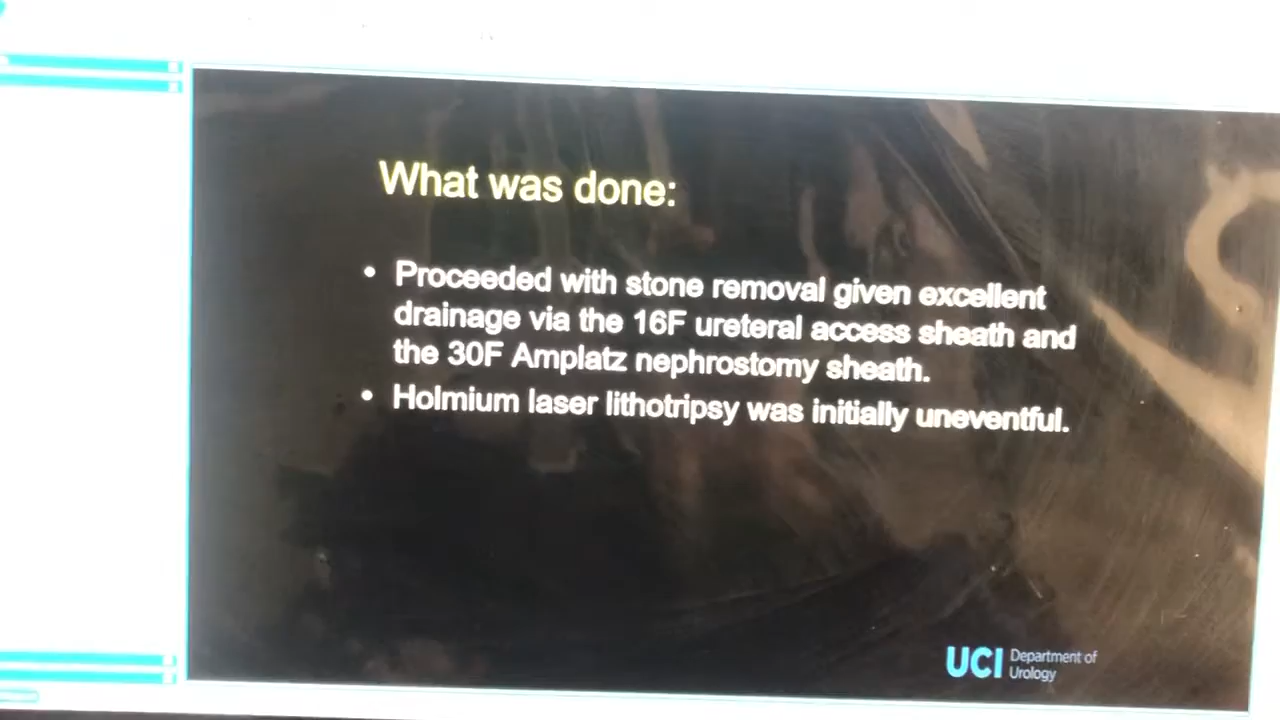 What was done:
• Proceeded with stone removal given excellent
drainage via the 16F ureteral access sheath and
the 30F Amplatz nephrostomy sheath.
• Holmium laser lithotripsy was initially uneventful.
UCI Department of
Urology